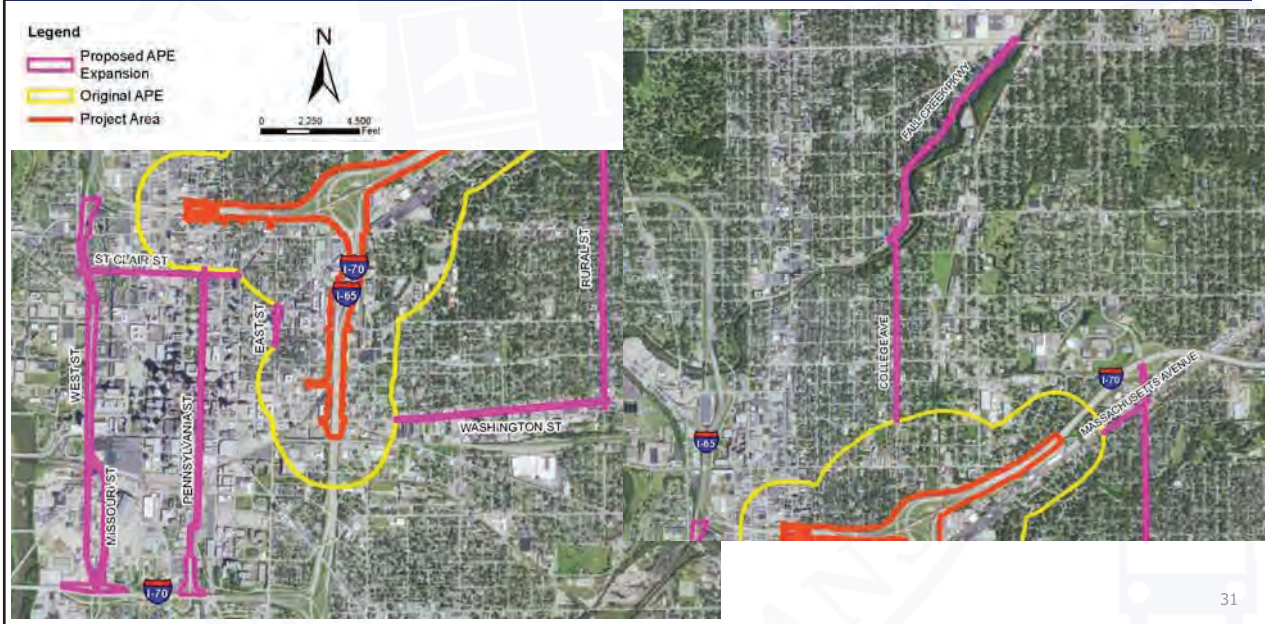 Legend
Proposed APE
Expansion
Original APE
Project Area
N
0 2,250 4,500
Feet
ST CLAIR ST
WEST ST
MISSOURI ST
PENNSYLVANIA ST
EAST ST
I-70
I-65
RURAL ST
WASHINGTON ST
I-70
FALL CREEK PKWY
COLLEGE AVE
I-70
MASSACHUSETTS AVENUE
I-65
31